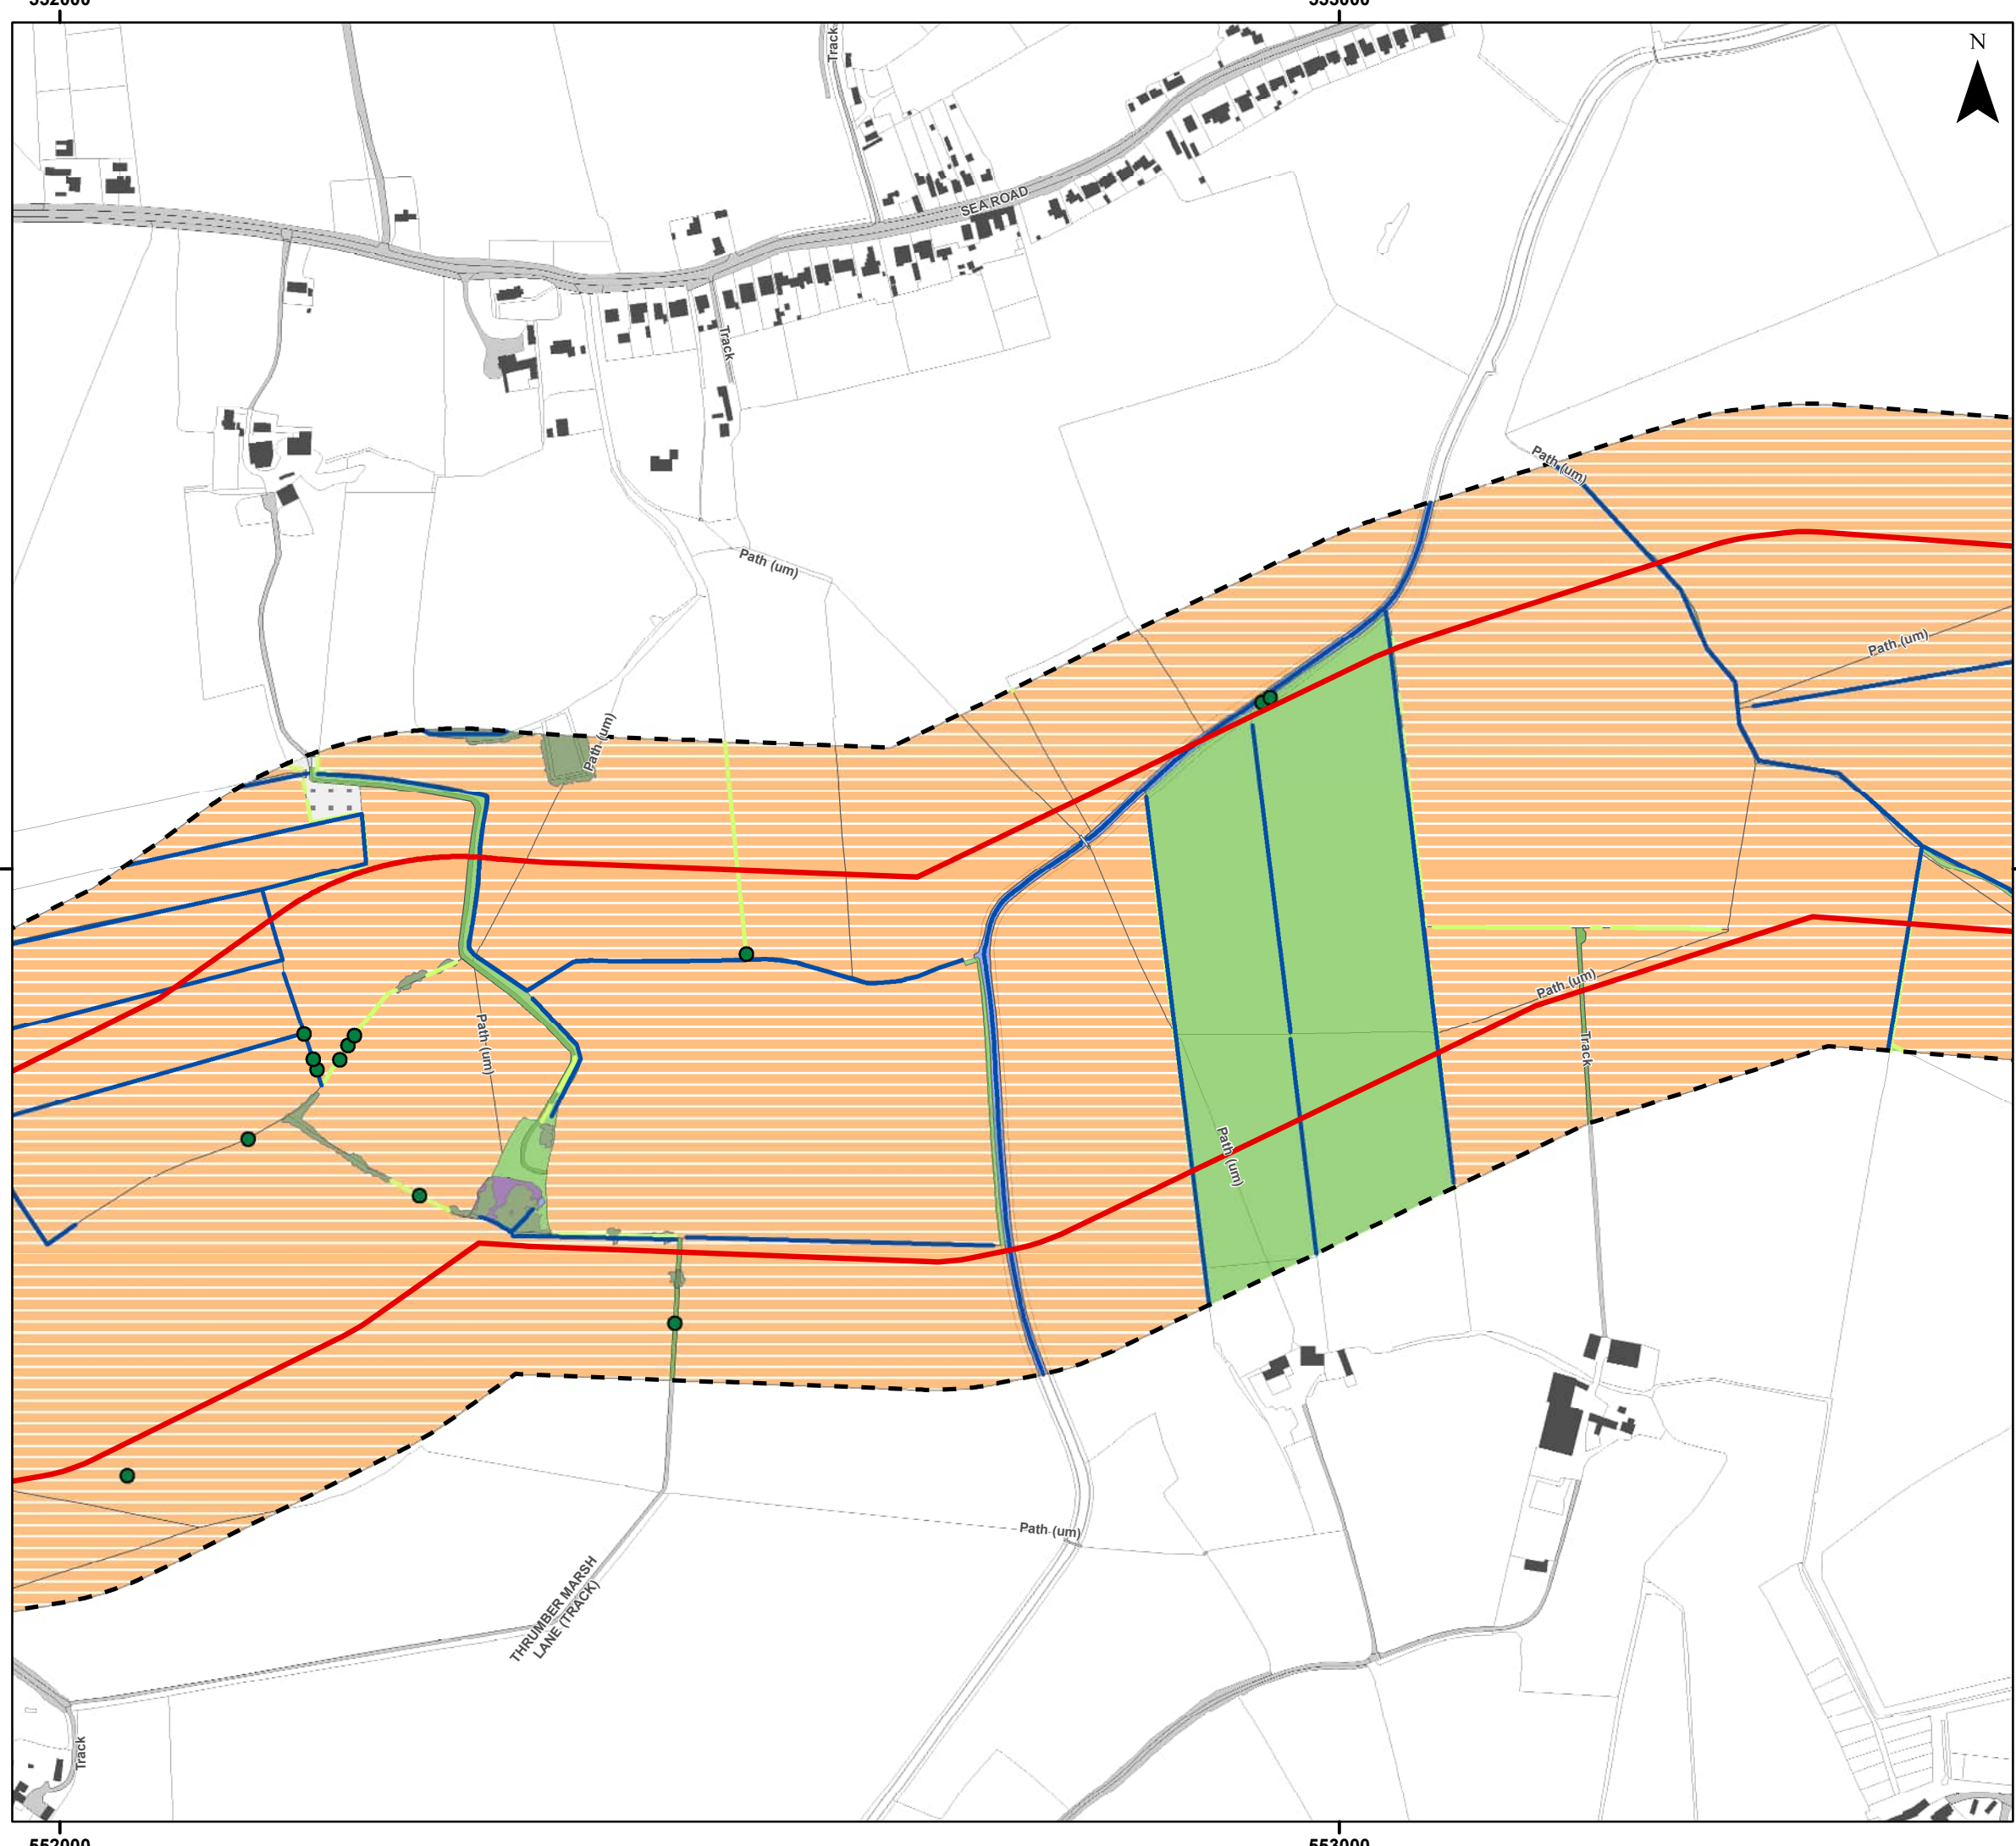 552000
553000
N
Track
SEA ROAD
Track
Path (um)
Path (um)
Path (um)
Path (um)
Path (um)
Path (um)
Track
Path (um)
Path (um)
THRUMBER MARSH
LANE (TRACK)
Track
552000
553000